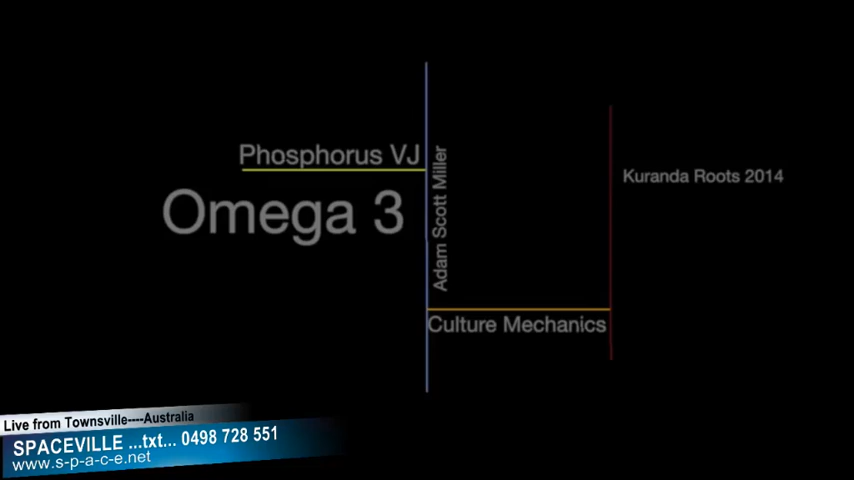 Phosphorus VJ
Omega 3
Adam Scott Miller
Kuranda Roots 2014
Culture Mechanics
Live from Townsville----Australia
SPACEVILLE ...txt... 0498 728 551
www.s-p-a-c-e.net